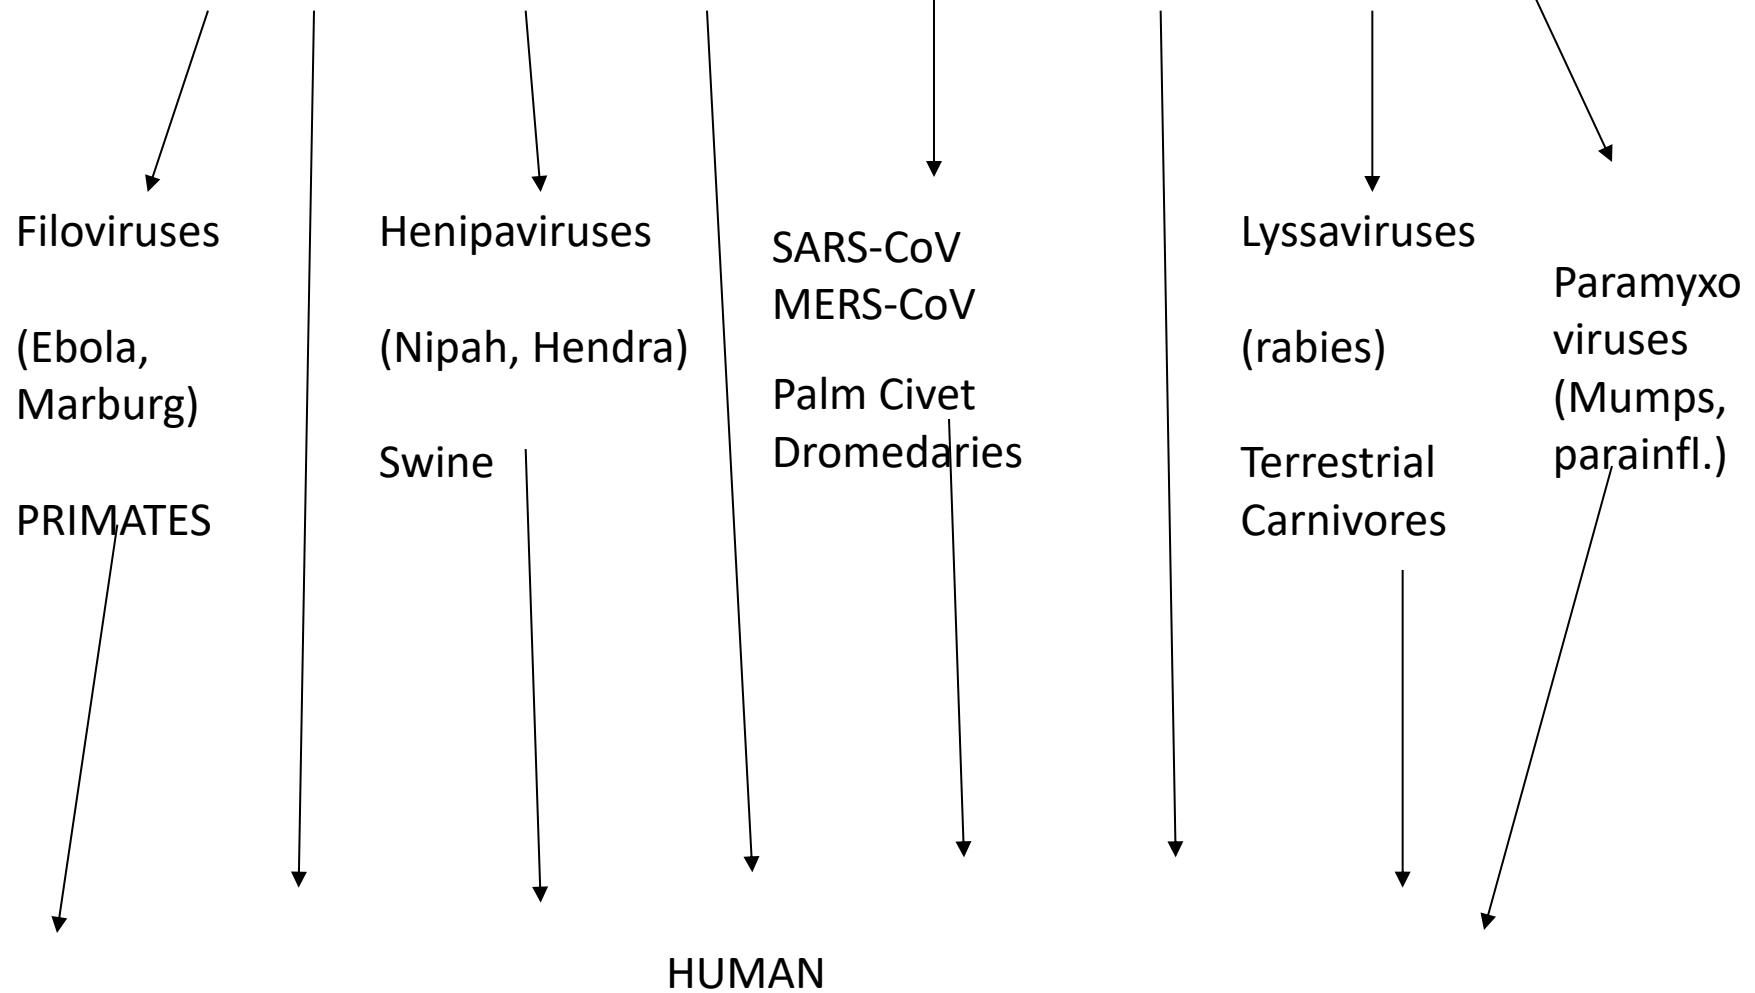 Filoviruses
(Ebola,
Marburg)
PRIMATES
Henipaviruses
(Nipah, Hendra)
Swine
SARS-CoV
MERS-CoV
Palm Civet
Dromedaries
Lyssaviruses
(rabies)
Terrestrial
Carnivores
Paramyxo
viruses
(Mumps,
parainfl.)
HUMAN